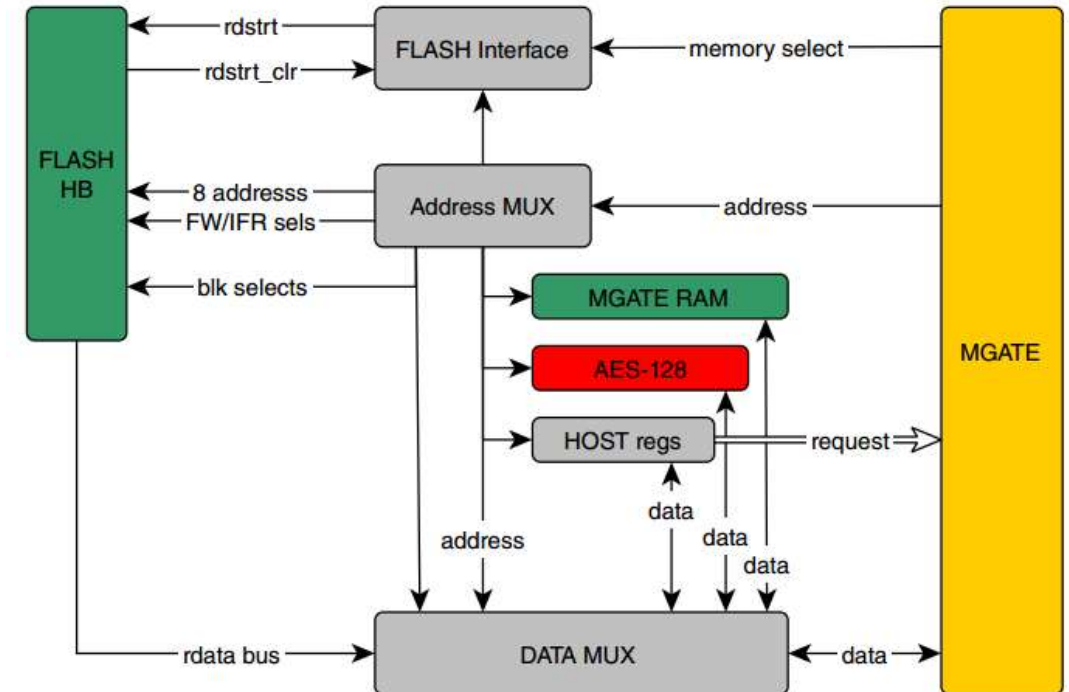 rdstrt
FLASH Interface
memory select
rdstrt_clr
FLASH
HB
8 addresss
Address MUX
address
FW/IFR sels
blk selects
MGATE RAM
MGATE
AES-128
HOST regs
request
data
address
data
data
rdata bus
DATA MUX
data